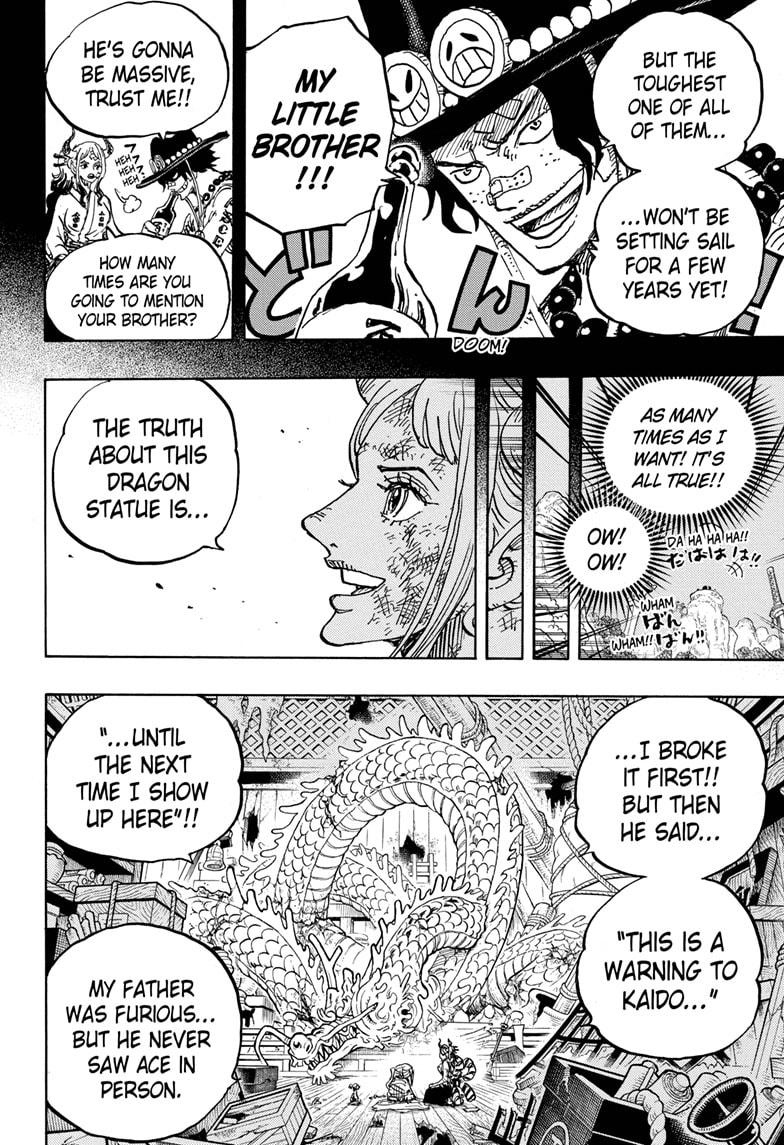 BUT THE
TOUGHEST
ONE OF ALL
OF THEM...
...WON'T BE
SETTING SAIL
FOR A FEW
YEARS YET!
MY
LITTLE
BROTHER
!!!
どん!!
DOOM!
HE'S GONNA
BE MASSIVE,
TRUST ME!!
HEH
HEH
HEH
HOW MANY
TIMES ARE YOU
GOING TO MENTION
YOUR BROTHER?
AS MANY
TIMES AS I
WANT! IT'S
ALL TRUE!!
OW!
OW!
DA HA HA HA!!
だはははは!!
WHAM
ばん
WHAM!!
ばん!!
THE TRUTH
ABOUT THIS
DRAGON
STATUE IS...
...I BROKE
IT FIRST!!
BUT THEN
HE SAID...
"THIS IS A
WARNING TO
KAIDO..."
"...UNTIL
THE NEXT
TIME I SHOW
UP HERE"!!
MY FATHER
WAS FURIOUS...
BUT HE NEVER
SAW ACE IN
PERSON.